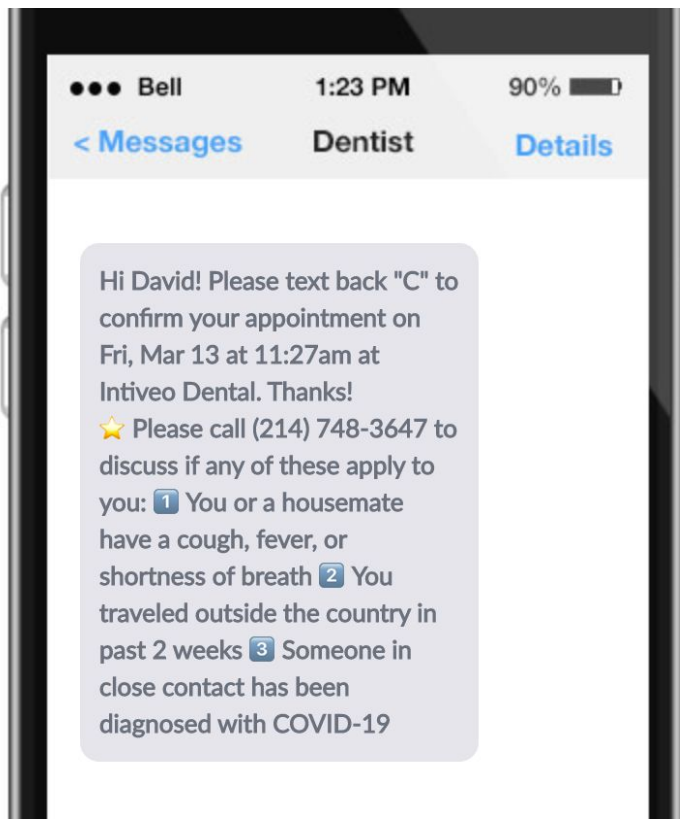 ●●● Bell 1:23 PM 90%
< Messages Dentist Details
Hi David! Please text back "C" to
confirm your appointment on
Fri, Mar 13 at 11:27am at
Intiveo Dental. Thanks!
⭐ Please call (214) 748-3647 to
discuss if any of these apply to
you: 1️⃣ You or a housemate
have a cough, fever, or
shortness of breath 2️⃣ You
traveled outside the country in
past 2 weeks 3️⃣ Someone in
close contact has been
diagnosed with COVID-19